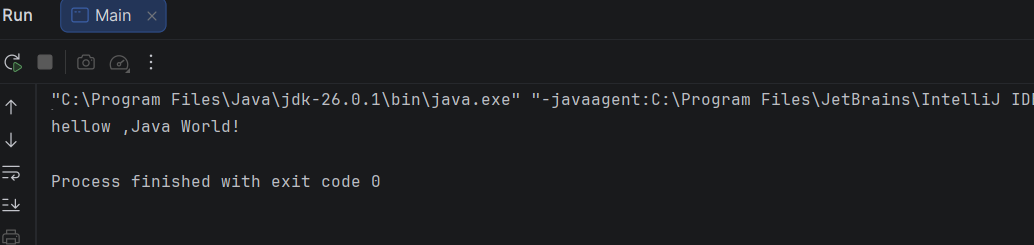 Run Main
"C:\Program Files\Java\jdk-26.0.1\bin\java.exe" "-javaagent:C:\Program Files\JetBrains\IntelliJ IDE
hellow ,Java World!
Process finished with exit code 0